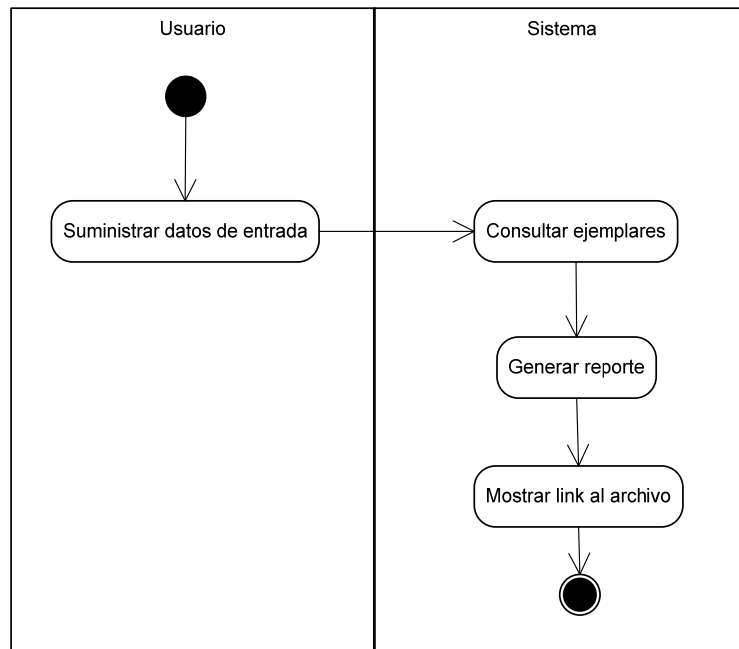 Usuario
Sistema
Suministrar datos de entrada
Consultar ejemplares
Generar reporte
Mostrar link al archivo